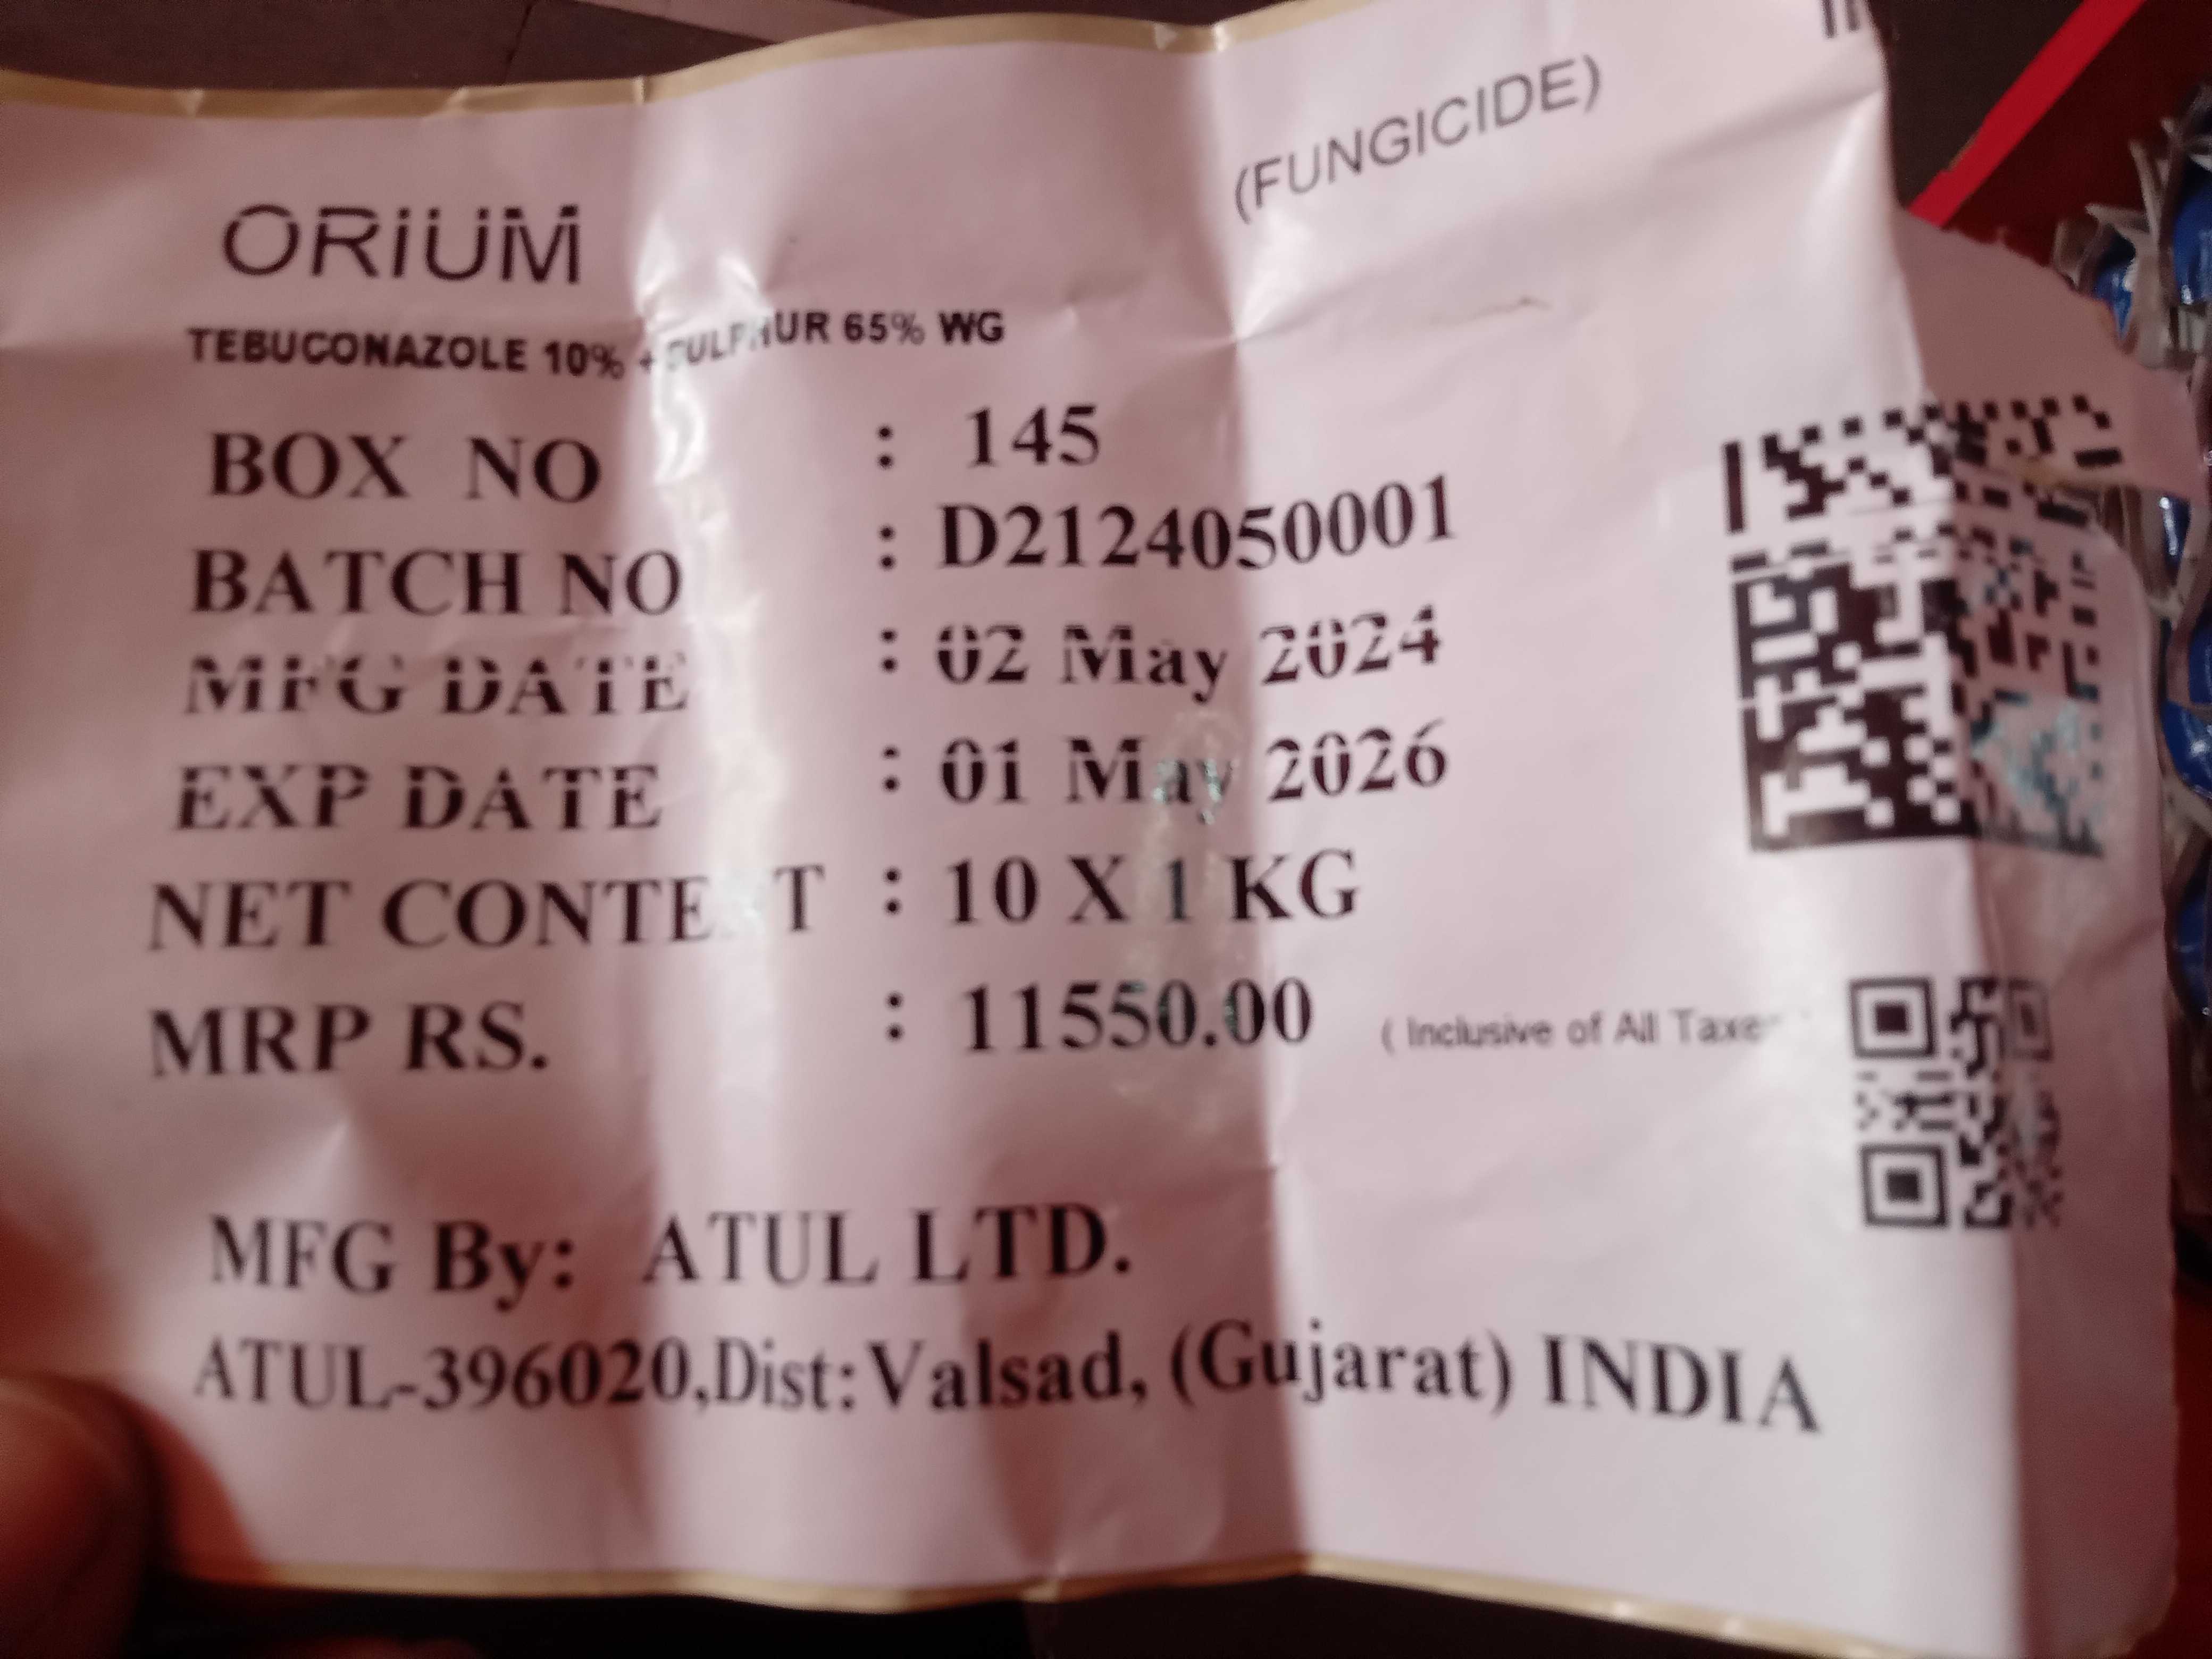 (FUNGICIDE)
ORIUM
TEBUCONAZOLE 10% + SULPHUR 65% WG
BOX NO : 145
BATCH NO : D2124050001
MFG DATE : 02 May 2024
EXP DATE : 01 May 2026
NET CONTENT : 10 X 1 KG
MRP RS. : 11550.00 ( Inclusive of All Taxes
MFG By: ATUL LTD.
ATUL-396020,Dist:Valsad, (Gujarat) INDIA